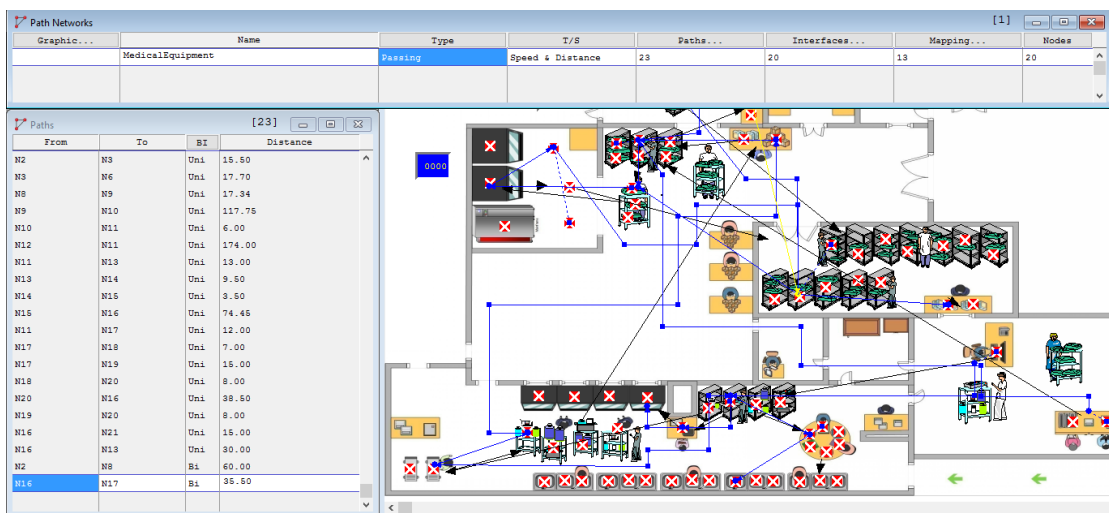 Path Networks [1]
Graphic... Name Type T/S Paths... Interfaces... Mapping... Nodes
MedicalEquipment Passing Speed & Distance 23 20 13 20
Paths [23]
From To BI Distance
N2 N3 Uni 15.50
N3 N6 Uni 17.70
N8 N9 Uni 17.34
N9 N10 Uni 117.75
N10 N11 Uni 6.00
N12 N11 Uni 174.00
N11 N13 Uni 13.00
N13 N14 Uni 9.50
N14 N15 Uni 3.50
N15 N16 Uni 74.45
N11 N17 Uni 12.00
N17 N18 Uni 7.00
N17 N19 Uni 15.00
N18 N20 Uni 8.00
N20 N16 Uni 38.50
N19 N20 Uni 8.00
N16 N21 Uni 15.00
N16 N13 Uni 30.00
N2 N8 Bi 60.00
N16 N17 Bi 35.50
0000